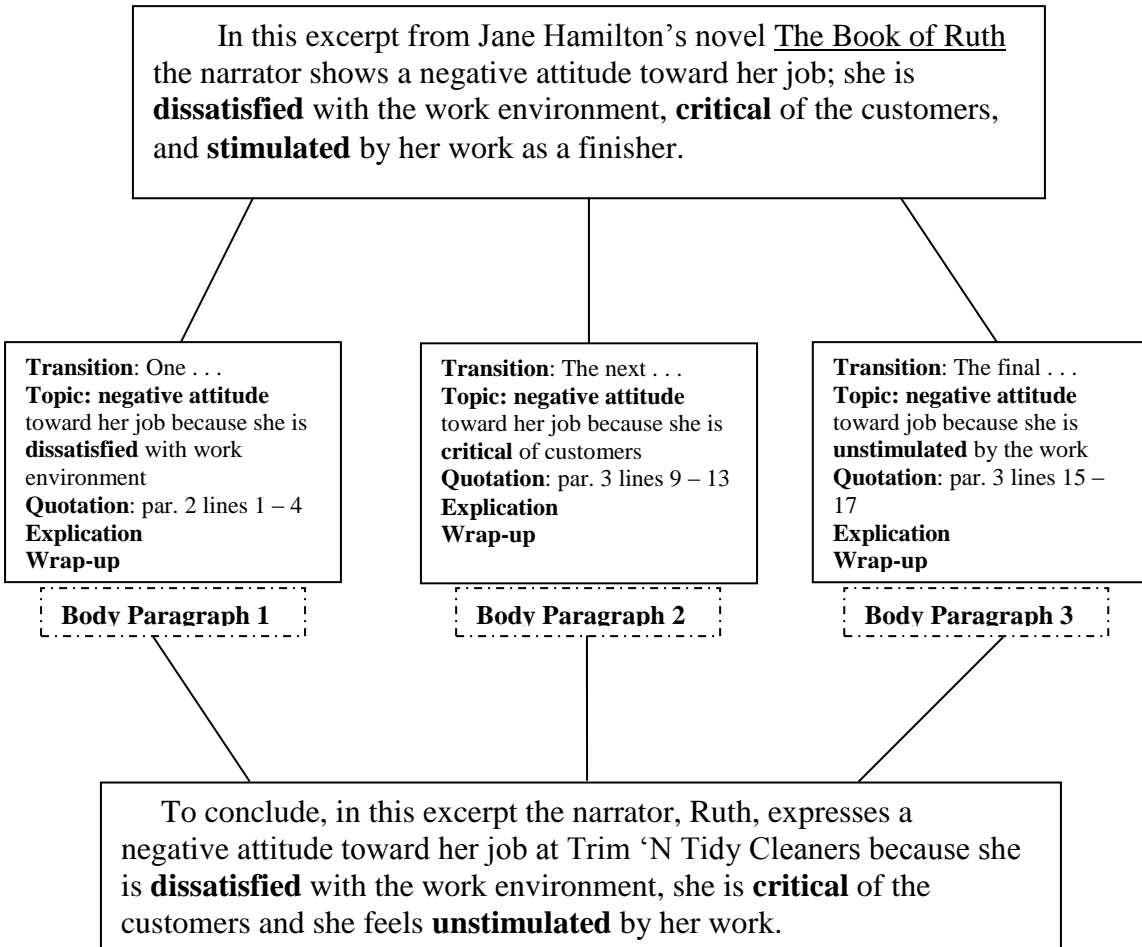 In this excerpt from Jane Hamilton’s novel The Book of Ruth
the narrator shows a negative attitude toward her job; she is
dissatisfied with the work environment, critical of the customers,
and stimulated by her work as a finisher.
Transition: One . . .
Topic: negative attitude
toward her job because she is
dissatisfied with work
environment
Quotation: par. 2 lines 1 – 4
Explication
Wrap-up
Body Paragraph 1
Transition: The next . . .
Topic: negative attitude
toward her job because she is
critical of customers
Quotation: par. 3 lines 9 – 13
Explication
Wrap-up
Body Paragraph 2
Transition: The final . . .
Topic: negative attitude
toward job because she is
unstimulated by the work
Quotation: par. 3 lines 15 –
17
Explication
Wrap-up
Body Paragraph 3
To conclude, in this excerpt the narrator, Ruth, expresses a
negative attitude toward her job at Trim ‘N Tidy Cleaners because she
is dissatisfied with the work environment, she is critical of the
customers and she feels unstimulated by her work.